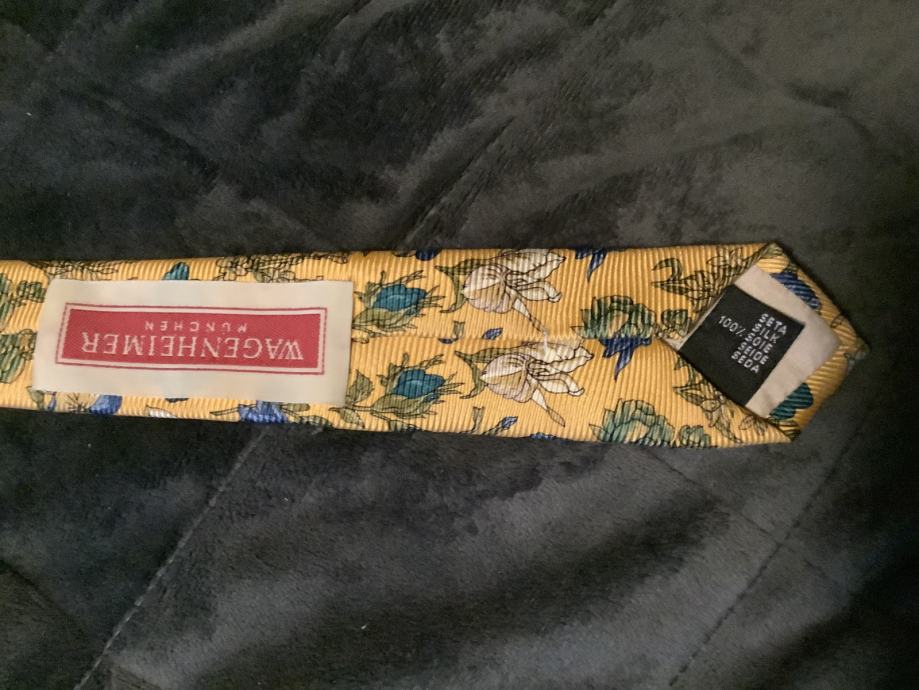 WAGENHEIMER
MÜNCHEN
SETA
SILK
100% SOIE
SEIDE
SEDA